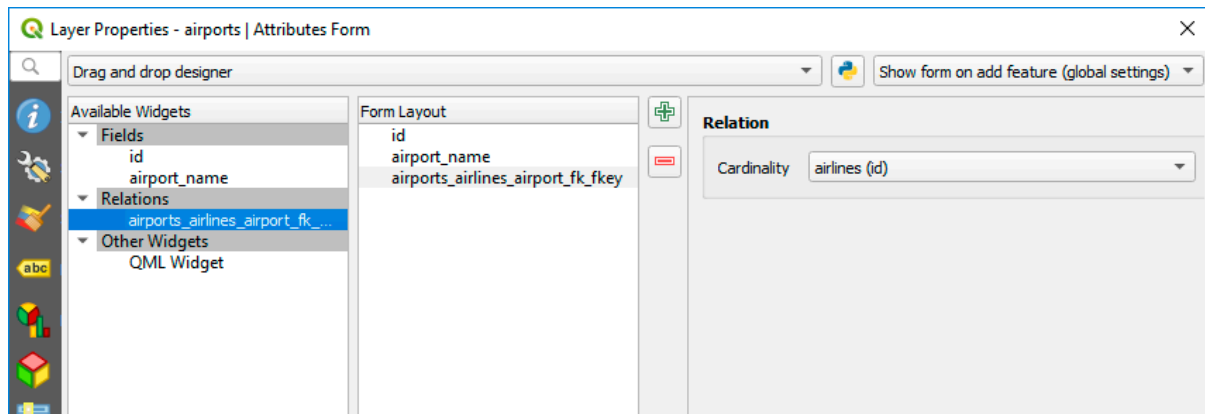 Layer Properties - airports | Attributes Form
Drag and drop designer
Show form on add feature (global settings)
Available Widgets
Fields
id
airport_name
Relations
airports_airlines_airport_fk_...
Other Widgets
QML Widget
Form Layout
id
airport_name
airports_airlines_airport_fk_fkey
Relation
Cardinality airlines (id)
abc